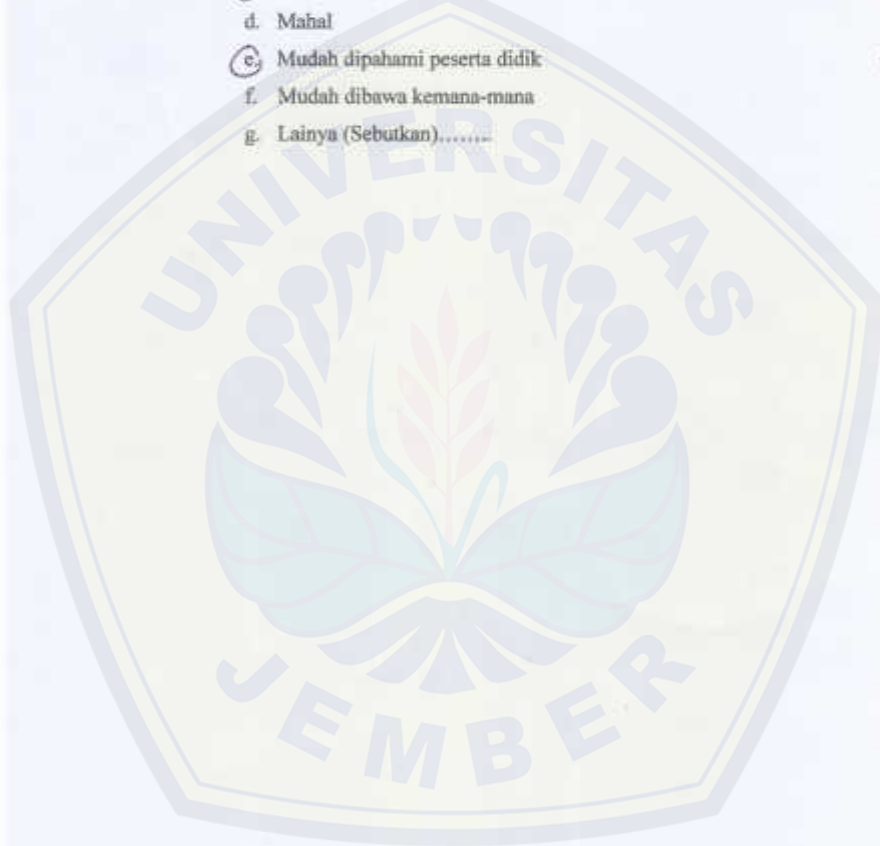 d. Mahal
e. Mudah dipahami peserta didik
f. Mudah dibawa kemana-mana
g. Lainya (Sebutkan)........
UNIVERSITAS
JEMBER